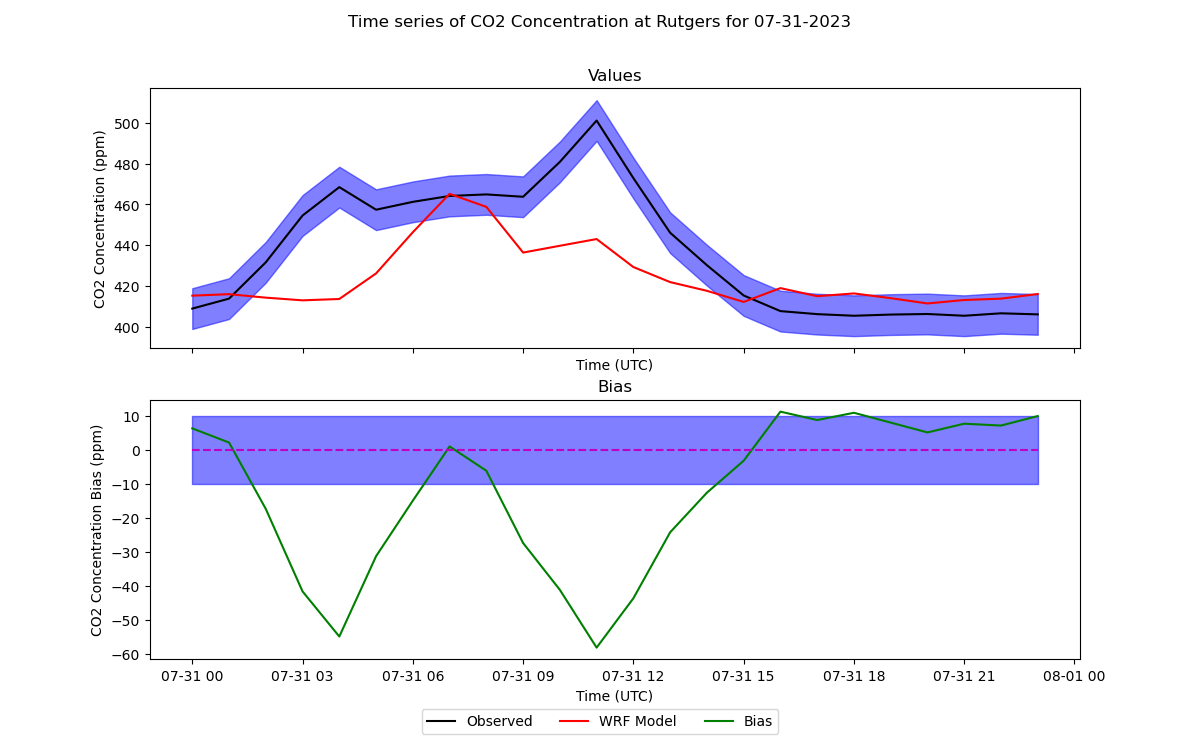 Time series of CO2 Concentration at Rutgers for 07-31-2023
Values
CO2 Concentration (ppm)
500
480
460
440
420
400
Time (UTC)
Bias
CO2 Concentration Bias (ppm)
10
0
−10
−20
−30
−40
−50
−60
07-31 00 07-31 03 07-31 06 07-31 09 07-31 12 07-31 15 07-31 18 07-31 21 08-01 00
Time (UTC)
Observed WRF Model Bias